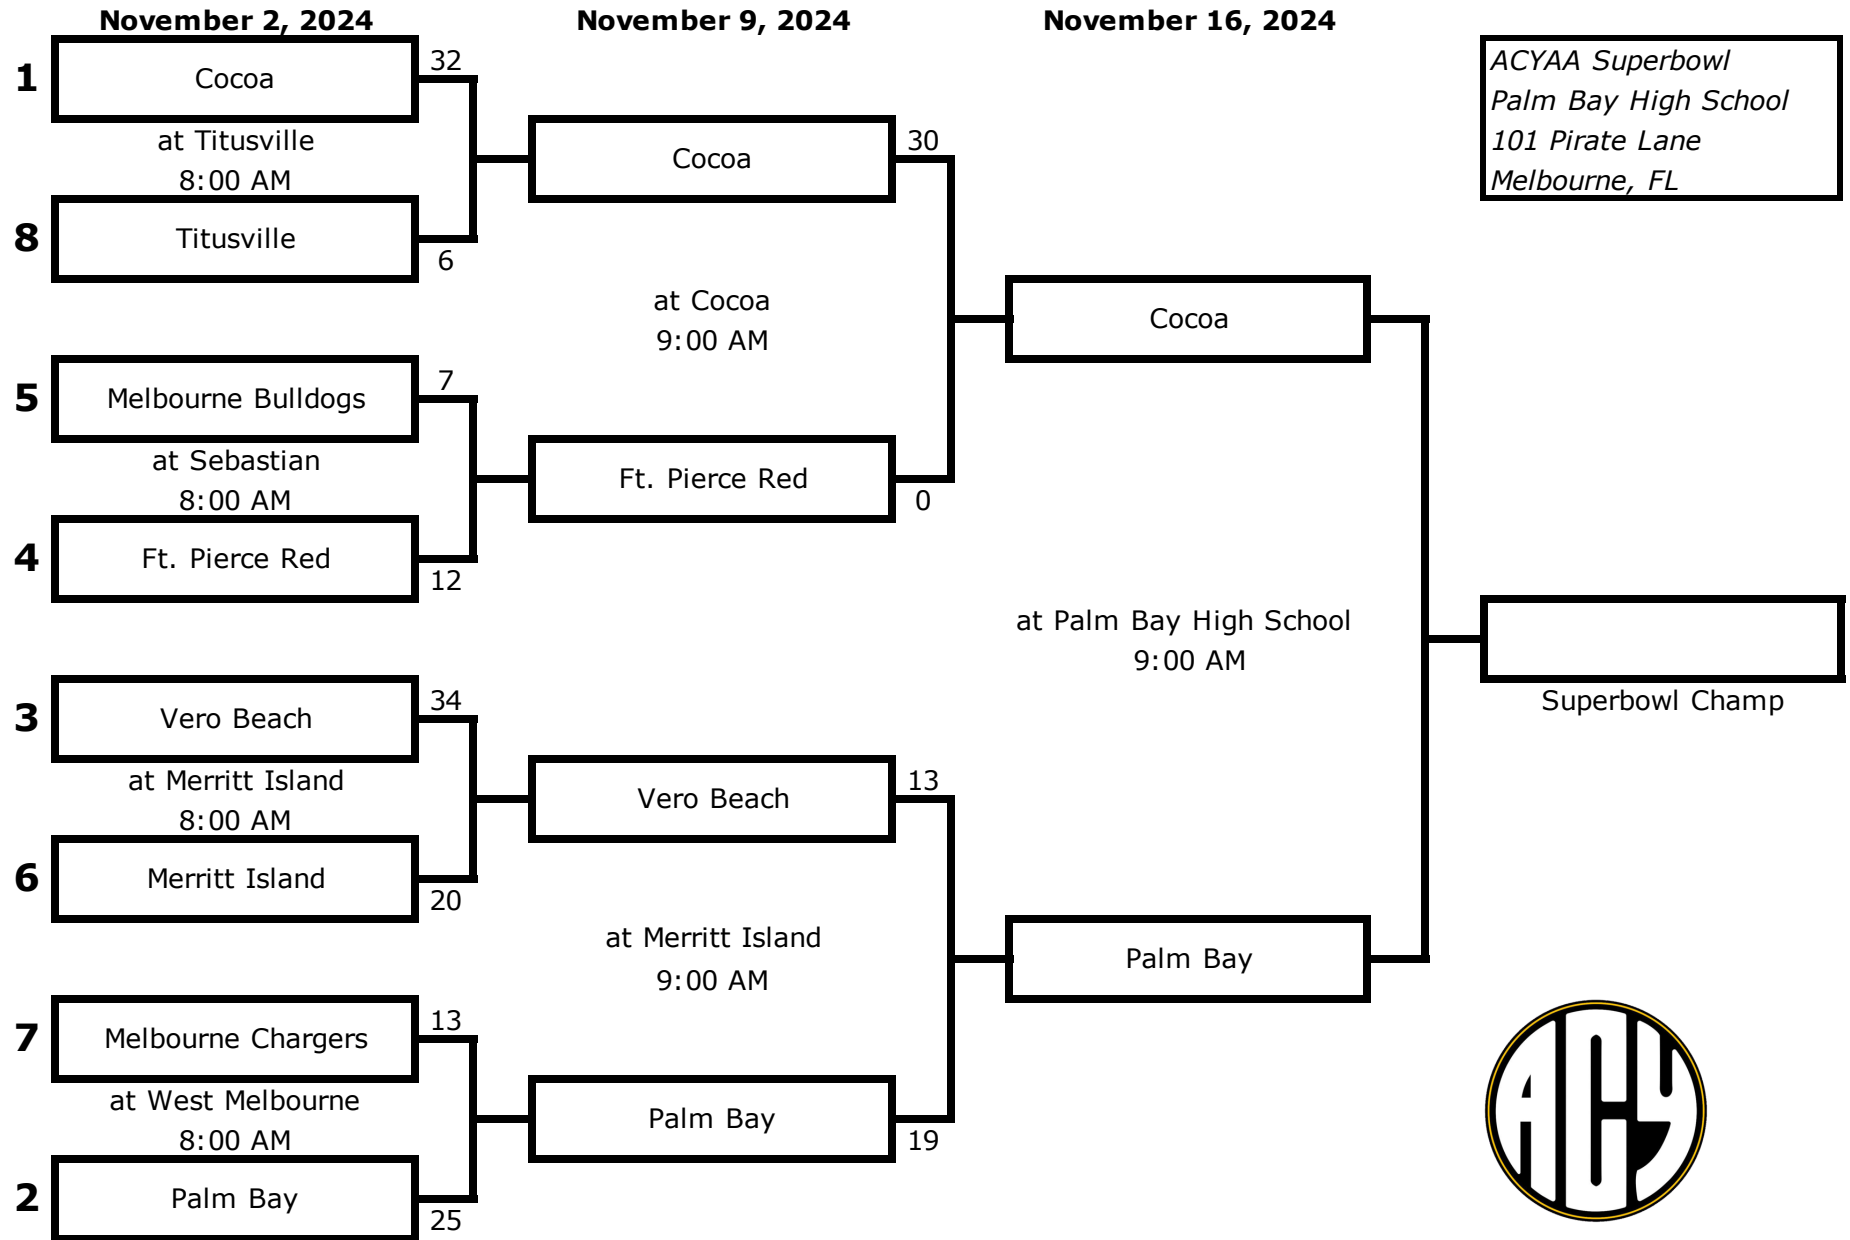 November 2, 2024
November 9, 2024
November 16, 2024
ACYAA Superbowl
Palm Bay High School
101 Pirate Lane
Melbourne, FL
1
Cocoa
32
at Titusville
8:00 AM
8
Titusville
6
5
Melbourne Bulldogs
7
at Sebastian
8:00 AM
4
Ft. Pierce Red
12
3
Vero Beach
34
at Merritt Island
8:00 AM
6
Merritt Island
20
7
Melbourne Chargers
13
at West Melbourne
8:00 AM
2
Palm Bay
25
Cocoa
30
at Cocoa
9:00 AM
Ft. Pierce Red
0
Vero Beach
13
at Merritt Island
9:00 AM
Palm Bay
19
Cocoa
at Palm Bay High School
9:00 AM
Palm Bay
Superbowl Champ
ACY